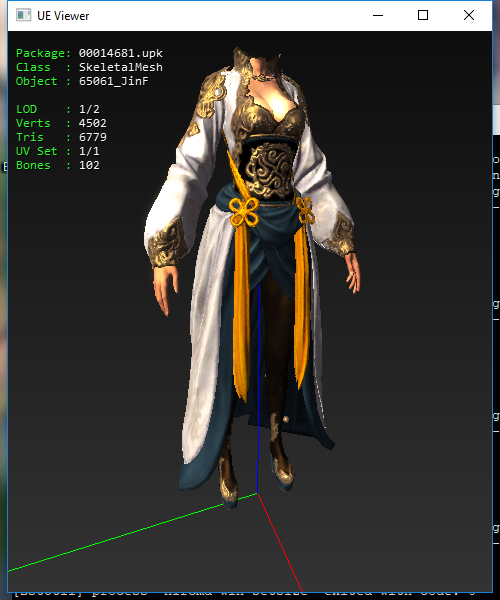 UE Viewer
Package: 00014681.upk
Class : SkeletalMesh
Object : 65061_JinF
LOD : 1/2
Verts : 4502
Tris : 6779
UV Set : 1/1
Bones : 102